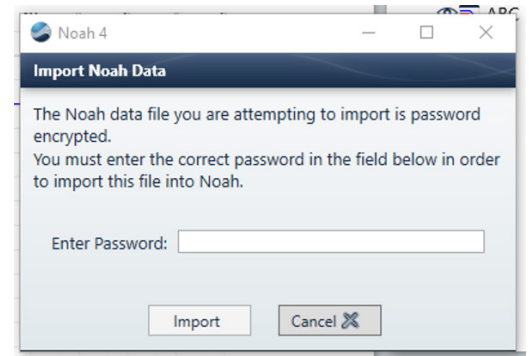 ABC
Noah 4
Import Noah Data
The Noah data file you are attempting to import is password
encrypted.
You must enter the correct password in the field below in order
to import this file into Noah.
Enter Password:
Import
Cancel